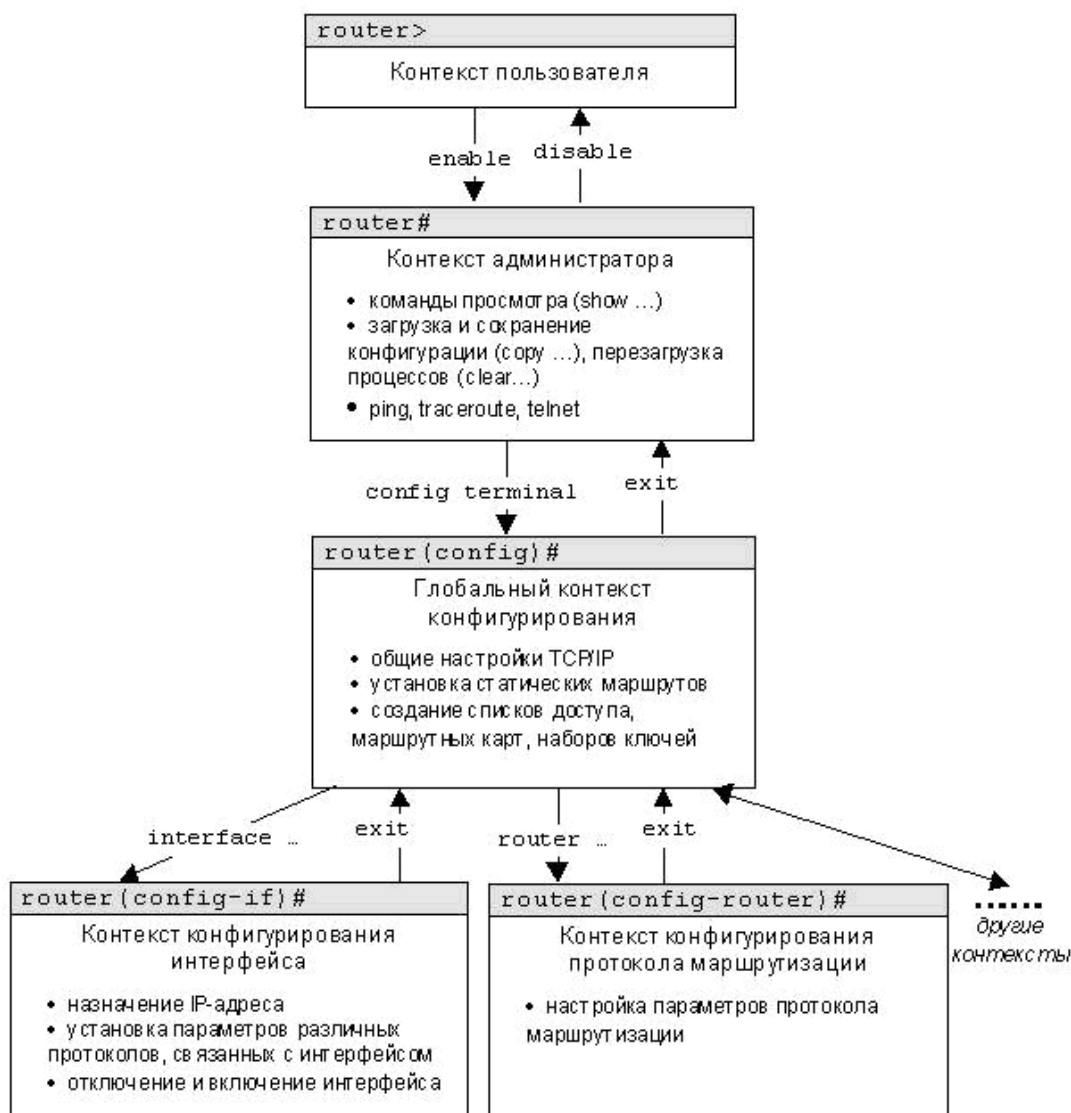 router>
Контекст пользователя
enable
disable
router#
Контекст администратора
• команды просмотра (show …)
• загрузка и сохранение
конфигурации (copy …), перезагрузка
процессов (clear…)
• ping, traceroute, telnet
config terminal
exit
router(config)#
Глобальный контекст
конфигурирования
• общие настройки TCP/IP
• установка статических маршрутов
• создание списков доступа,
маршрутных карт, наборов ключей
interface …
exit
router …
exit
router(config-if)#
Контекст конфигурирования
интерфейса
• назначение IP-адреса
• установка параметров различных
протоколов, связанных с интерфейсом
• отключение и включение интерфейса
router(config-router)#
Контекст конфигурирования
протокола маршрутизации
• настройка параметров протокола
маршрутизации
другие
контексты